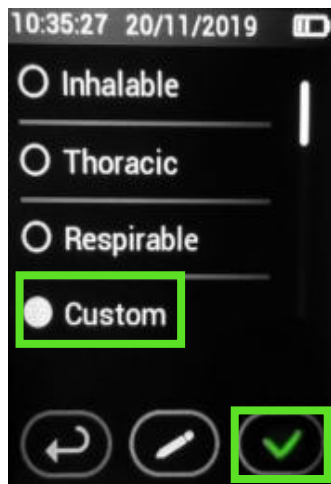 10:35:27 20/11/2019
Inhalable
Thoracic
Respirable
Custom